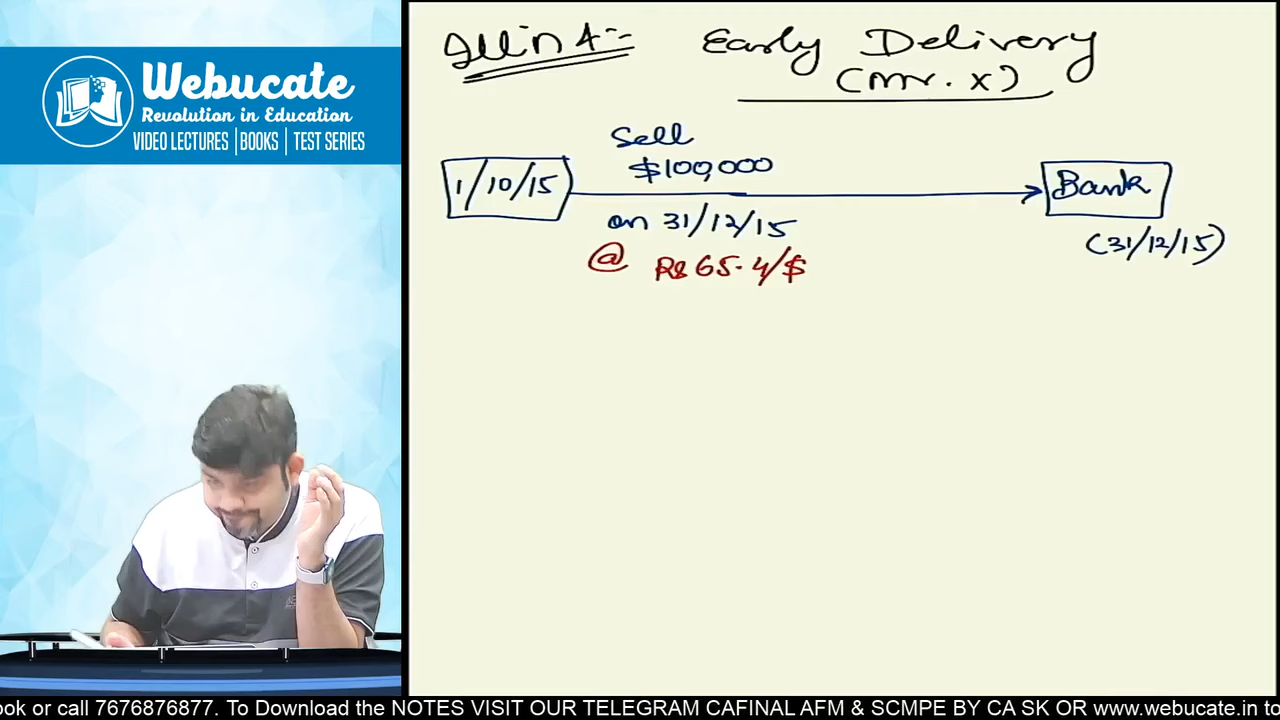 Webucate
Revolution in Education
VIDEO LECTURES | BOOKS | TEST SERIES
Illn 4:- Early Delivery
(Mr. X)
Sell
$100,000
1/10/15
Bank
on 31/12/15
(31/12/15)
@ Rs 65.4/$
ook or call 7676876877. To Download the NOTES VISIT OUR TELEGRAM CAFINAL AFM & SCMPE BY CA SK OR www.webucate.in to